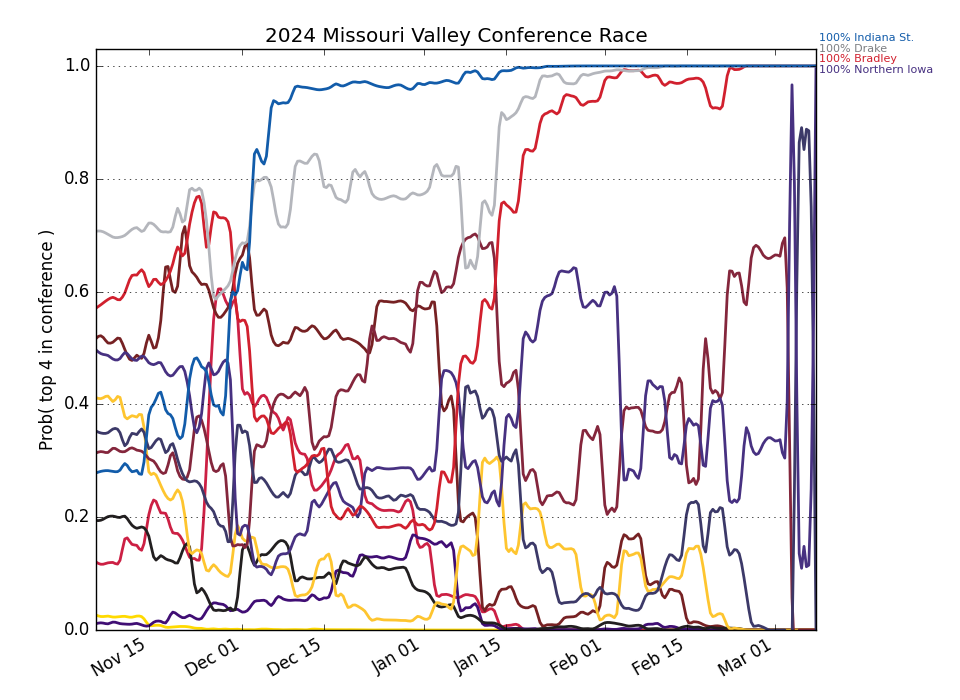 2024 Missouri Valley Conference Race
100% Indiana St.
100% Drake
100% Bradley
100% Northern Iowa
Prob( top 4 in conference )
1.0
0.8
0.6
0.4
0.2
0.0
Nov 15
Dec 01
Dec 15
Jan 01
Jan 15
Feb 01
Feb 15
Mar 01